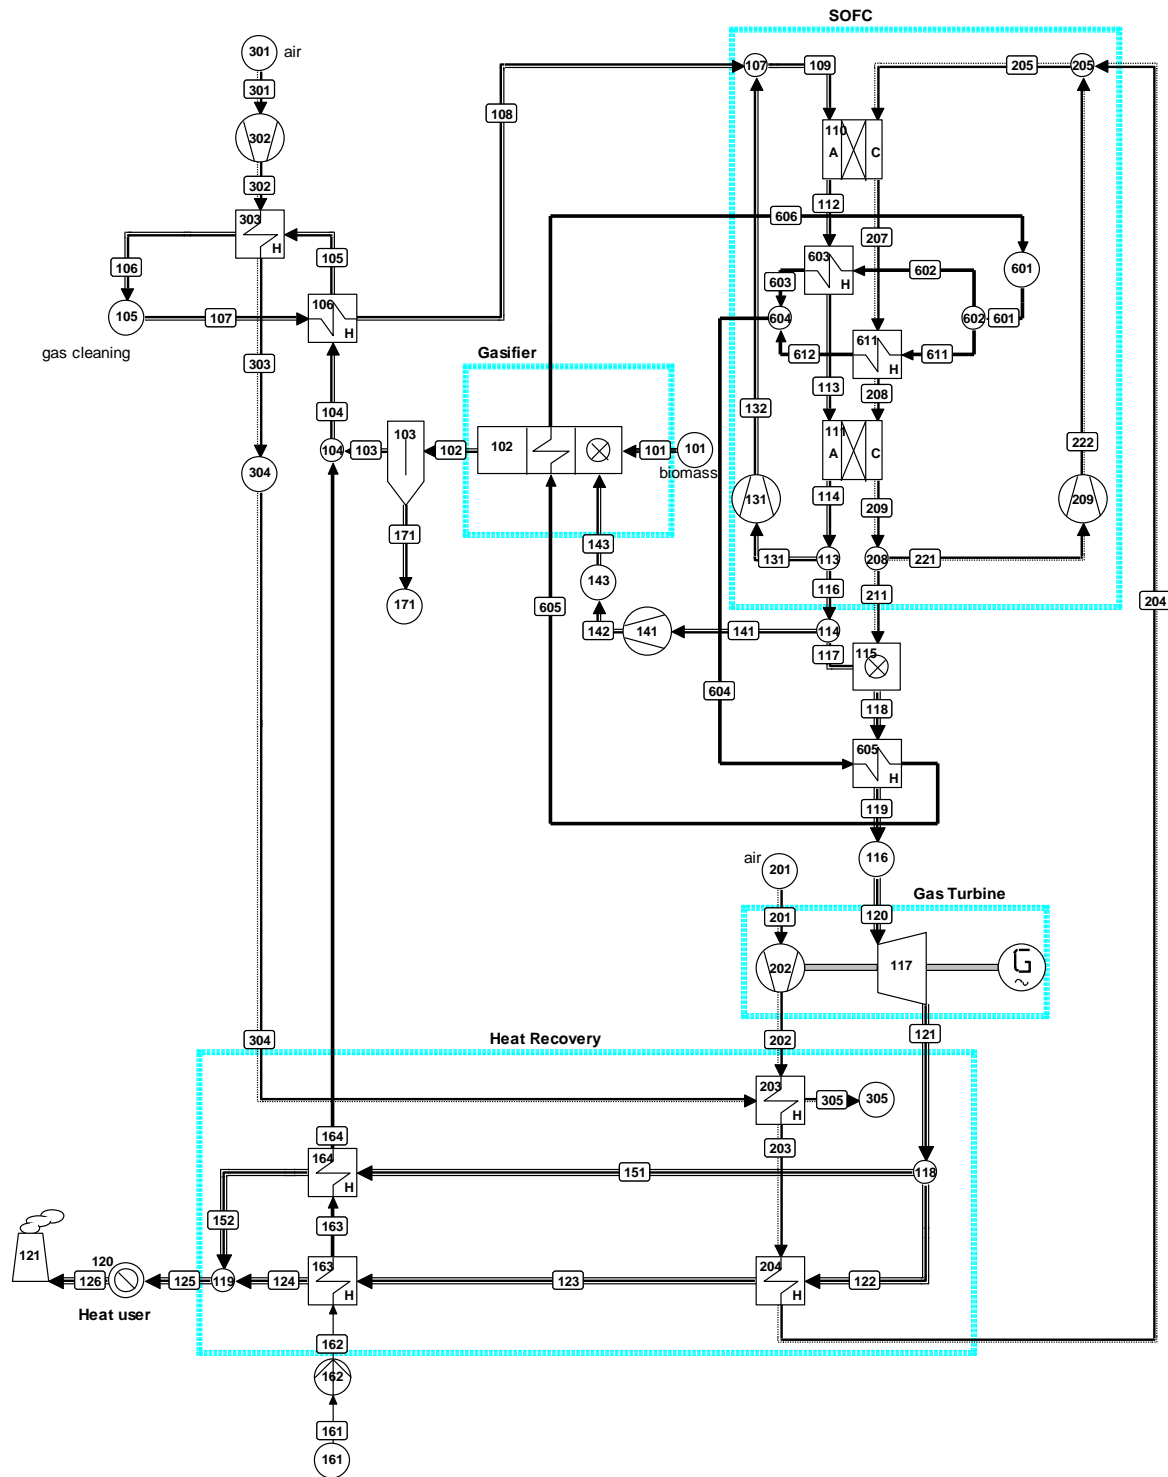 SOFC
301 air
301
107 109 205 205
108
302
110
A C
302
112
606
303
H
207
105
603
H
602
601
106
603
106
H
105 107
604 602 601
611
H
612 611
gas cleaning
303
Gasifier
113 208
132
104
103
111
A C
222
104 103 102 102 101 101
biomass
304
131 114 209 209
171 143
131 113 208 221
143
116 211
171
605 204
142 141 141 114
117 115
604
118
605
H
119
air
201
116
Gas Turbine
201 120
202 117 G
~
304 202 121
Heat Recovery
203
H
305 305
164 203
164
H
151 118
152 163
121
120
126 125 119 124
163
H
123
204
H
122
Heat user
162
162
161
161